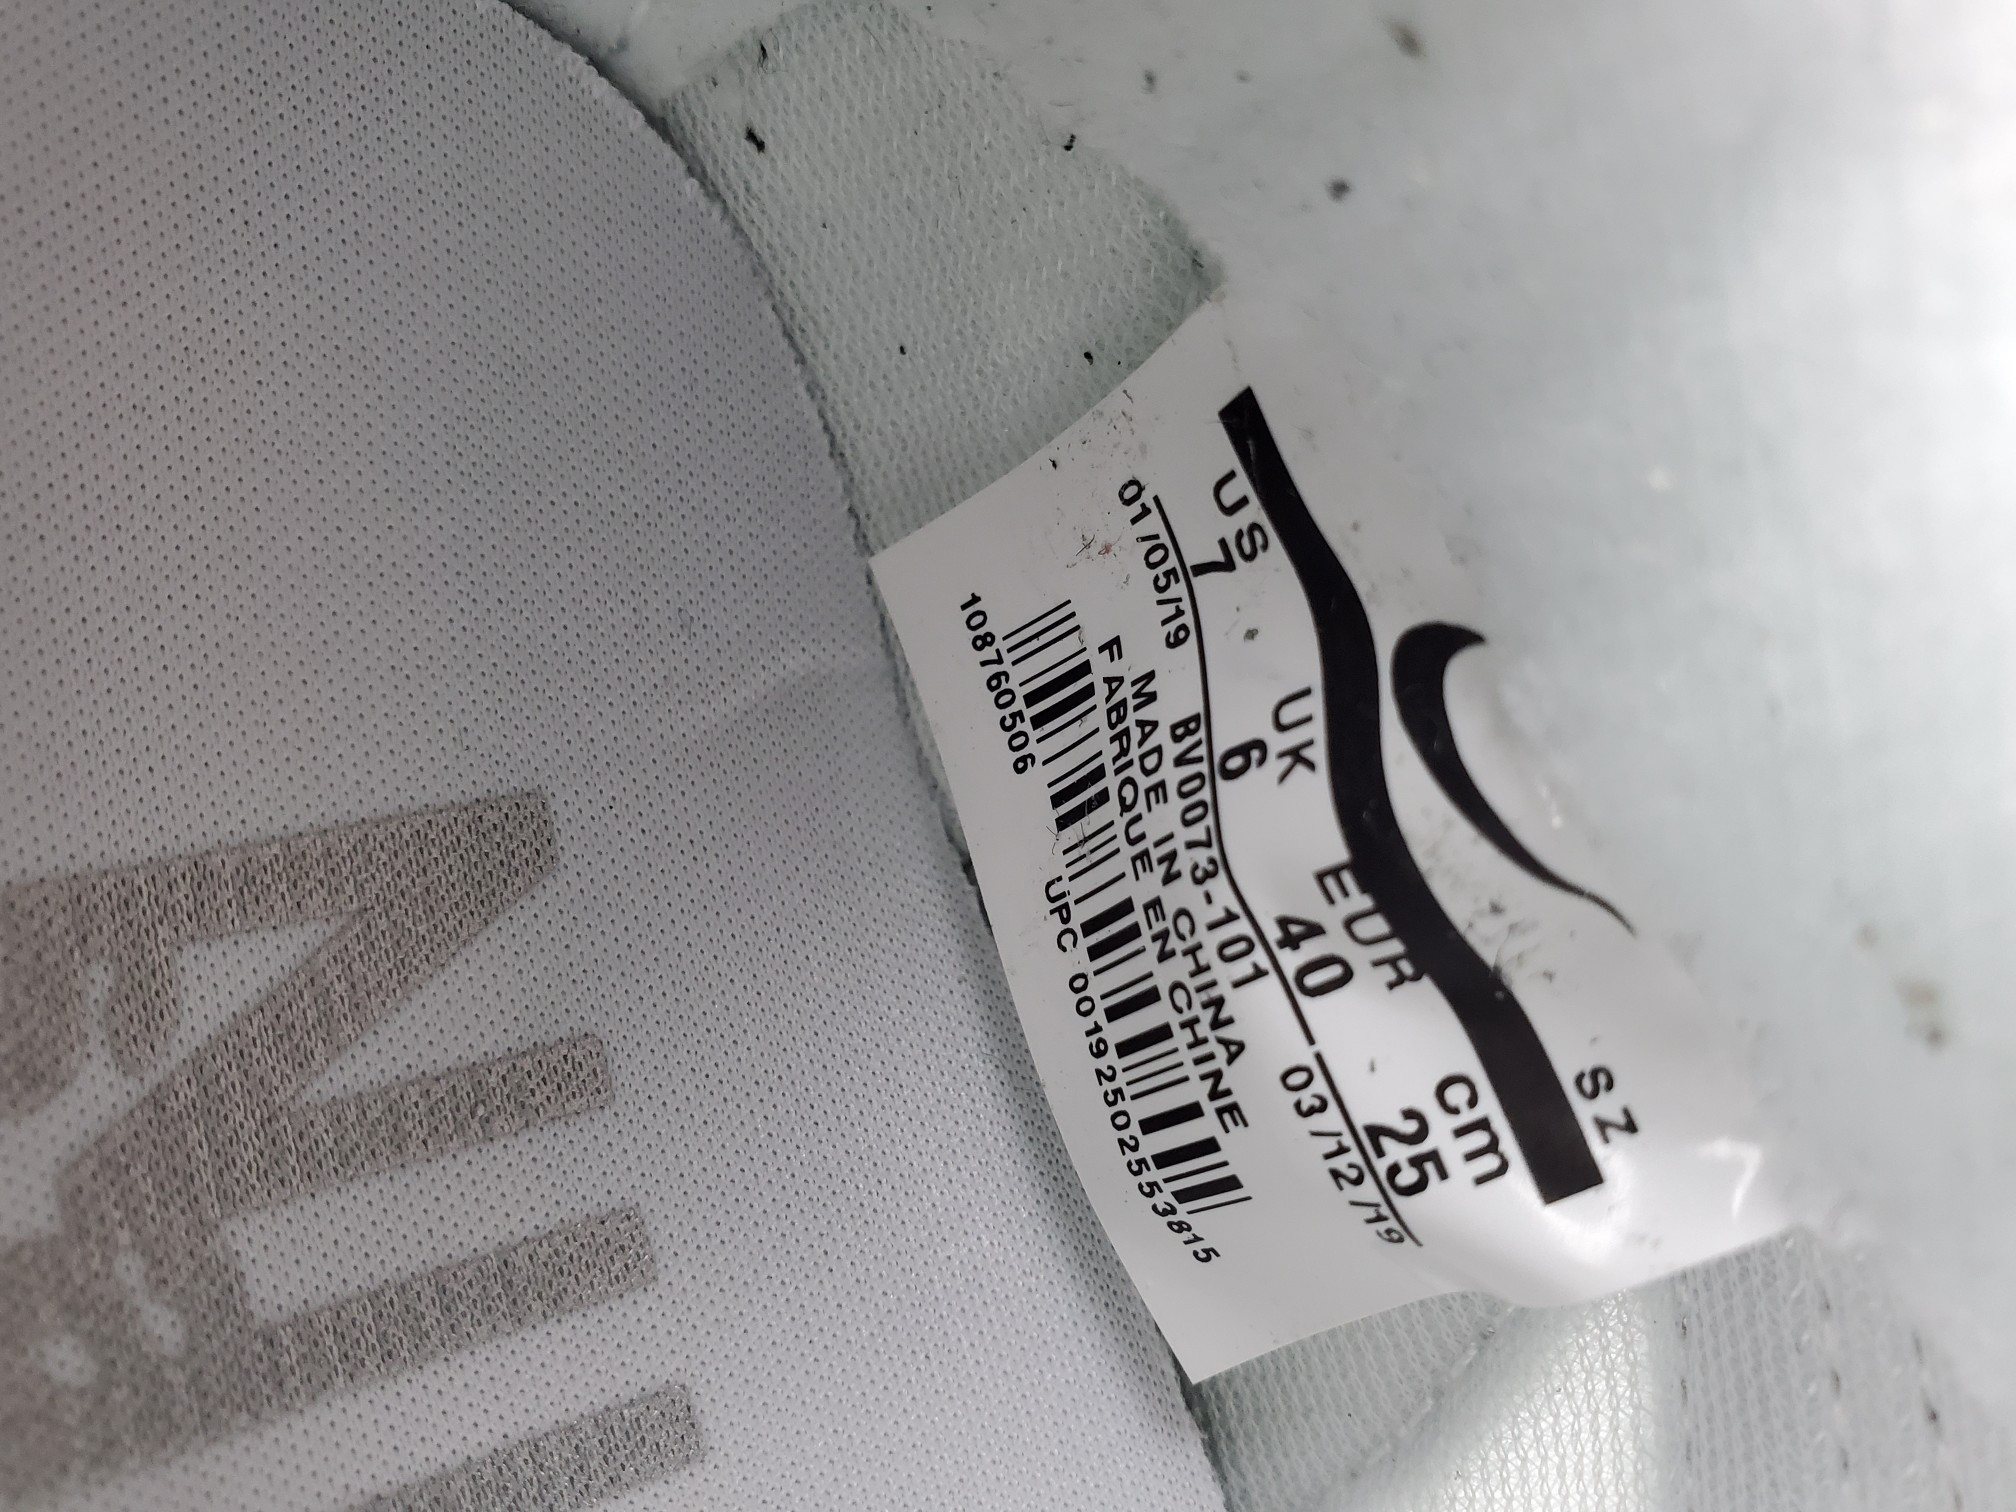 SZ
US UK EUR cm
7 6 40 25
01/05/19 BV0073-101 03/12/19
MADE IN CHINA
FABRIQUE EN CHINE
108760506 UPC 00192502553815